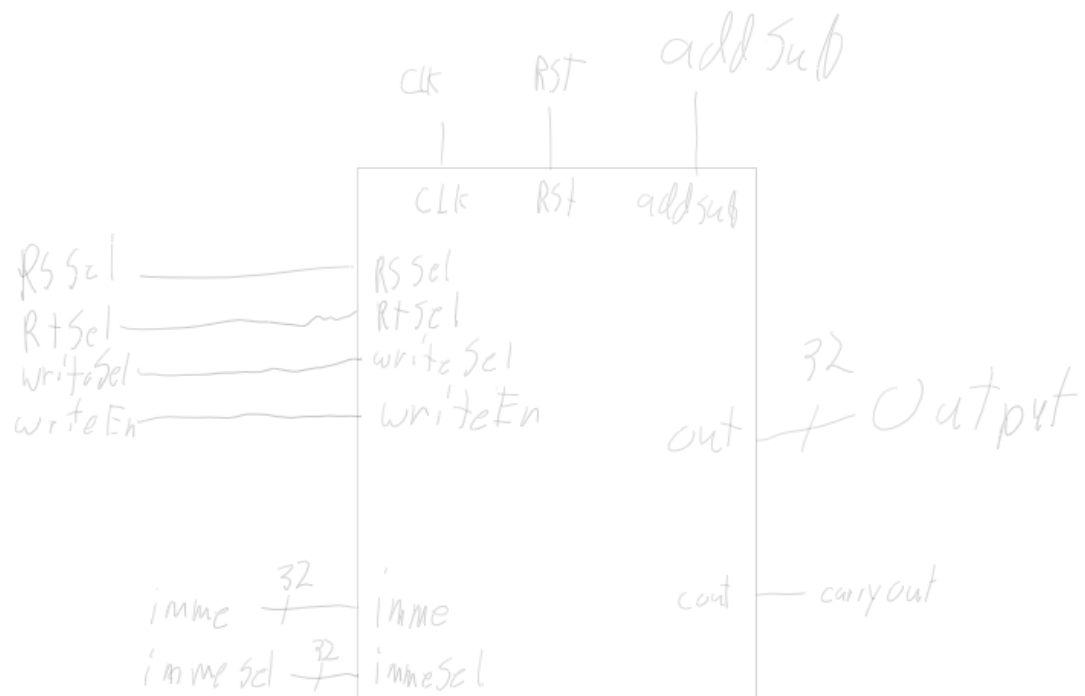 Clk Rst addSub
Clk Rst addsub
RsSel RsSel
RtSel RtSel
writeSel writeSel
writeEn writeEn
32
out Output
32
imme imme
cout carryout
32
immeSel immeSel